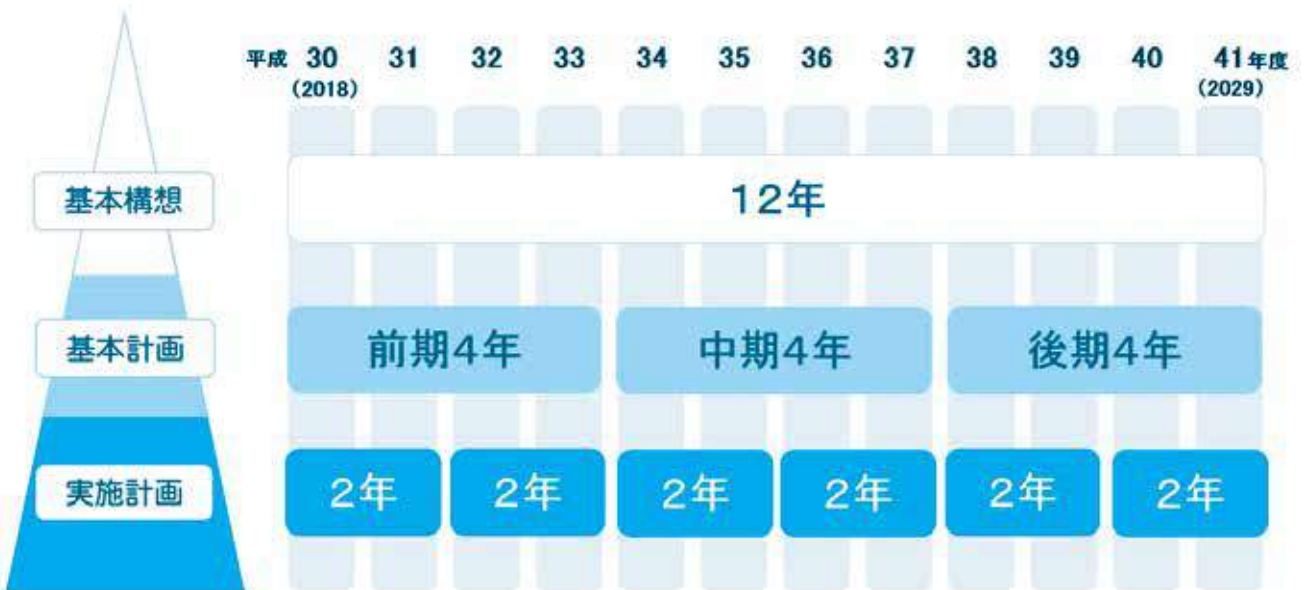 平成 30 31 32 33 34 35 36 37 38 39 40 41年度
(2018) (2029)
基本構想 12年
基本計画 前期4年 中期4年 後期4年
実施計画 2年 2年 2年 2年 2年 2年